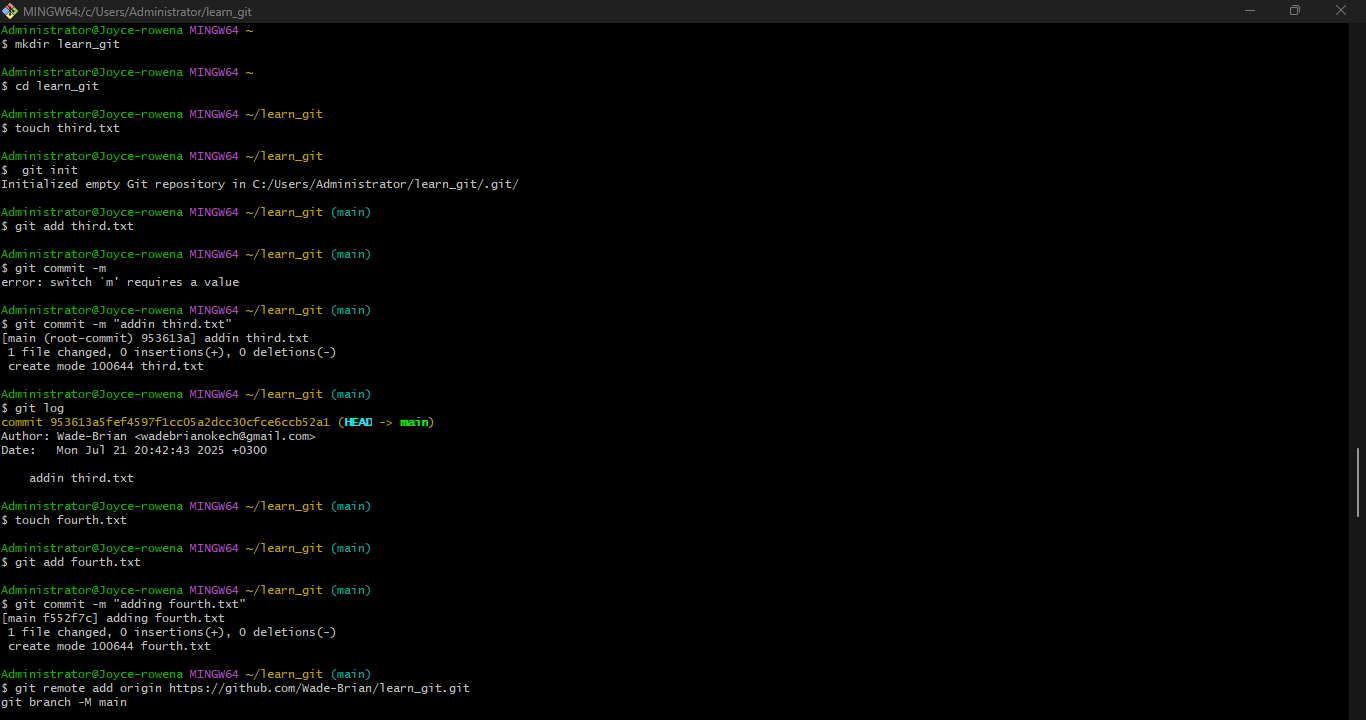 MINGW64:/c/Users/Administrator/learn_git
Administrator@Joyce-rowena MINGW64 ~
$ mkdir learn_git
Administrator@Joyce-rowena MINGW64 ~
$ cd learn_git
Administrator@Joyce-rowena MINGW64 ~/learn_git
$ touch third.txt
Administrator@Joyce-rowena MINGW64 ~/learn_git
$  git init
Initialized empty Git repository in C:/Users/Administrator/learn_git/.git/
Administrator@Joyce-rowena MINGW64 ~/learn_git (main)
$ git add third.txt
Administrator@Joyce-rowena MINGW64 ~/learn_git (main)
$ git commit -m
error: switch `m' requires a value
Administrator@Joyce-rowena MINGW64 ~/learn_git (main)
$ git commit -m "addin third.txt"
[main (root-commit) 953613a] addin third.txt
 1 file changed, 0 insertions(+), 0 deletions(-)
 create mode 100644 third.txt
Administrator@Joyce-rowena MINGW64 ~/learn_git (main)
$ git log
commit 953613a5fef4597f1cc05a2dcc30cfce6ccb52a1 (HEAD -> main)
Author: Wade-Brian <wadebrianokech@gmail.com>
Date:   Mon Jul 21 20:42:43 2025 +0300
    addin third.txt
Administrator@Joyce-rowena MINGW64 ~/learn_git (main)
$ touch fourth.txt
Administrator@Joyce-rowena MINGW64 ~/learn_git (main)
$ git add fourth.txt
Administrator@Joyce-rowena MINGW64 ~/learn_git (main)
$ git commit -m "adding fourth.txt"
[main f552f7c] adding fourth.txt
 1 file changed, 0 insertions(+), 0 deletions(-)
 create mode 100644 fourth.txt
Administrator@Joyce-rowena MINGW64 ~/learn_git (main)
$ git remote add origin https://github.com/Wade-Brian/learn_git.git
git branch -M main